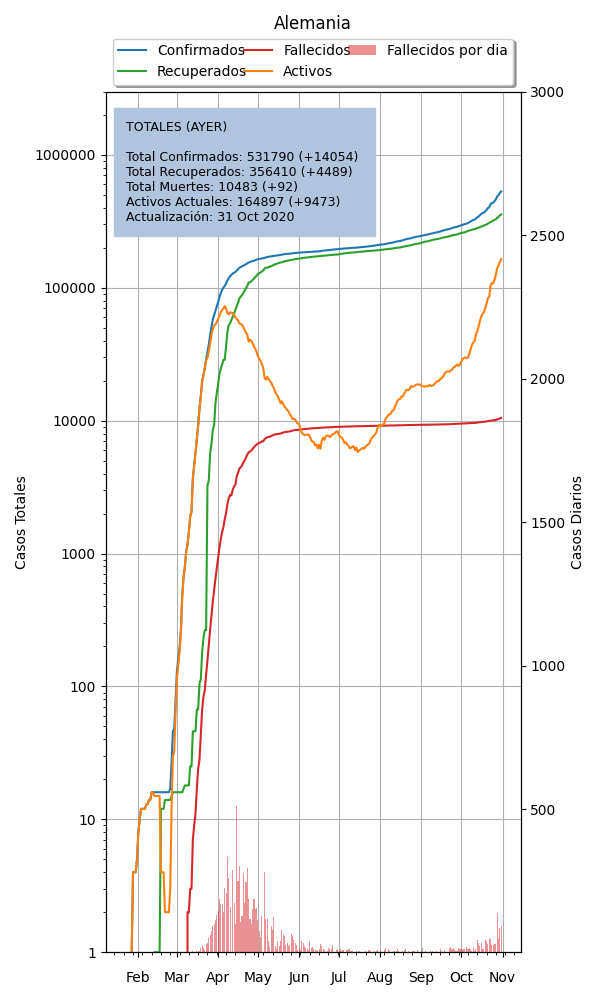 Alemania
Confirmados
Recuperados
Fallecidos
Activos
Fallecidos por dia
TOTALES (AYER)
Total Confirmados: 531790 (+14054)
Total Recuperados: 356410 (+4489)
Total Muertes: 10483 (+92)
Activos Actuales: 164897 (+9473)
Actualización: 31 Oct 2020
Casos Totales
1000000
100000
10000
1000
100
10
1
Casos Diarios
3000
2500
2000
1500
1000
500
Feb Mar Apr May Jun Jul Aug Sep Oct Nov